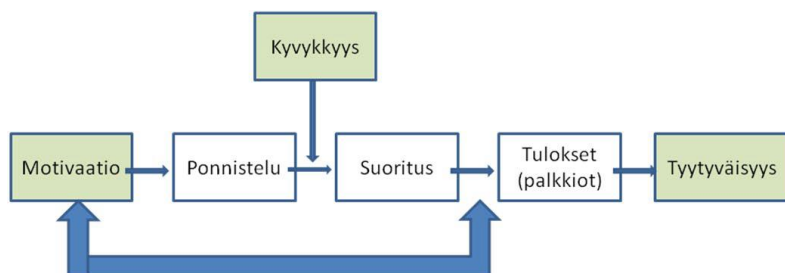 Kyvykkyys
Motivaatio
Ponnistelu
Suoritus
Tulokset
(palkkiot)
Tyytyväisyys